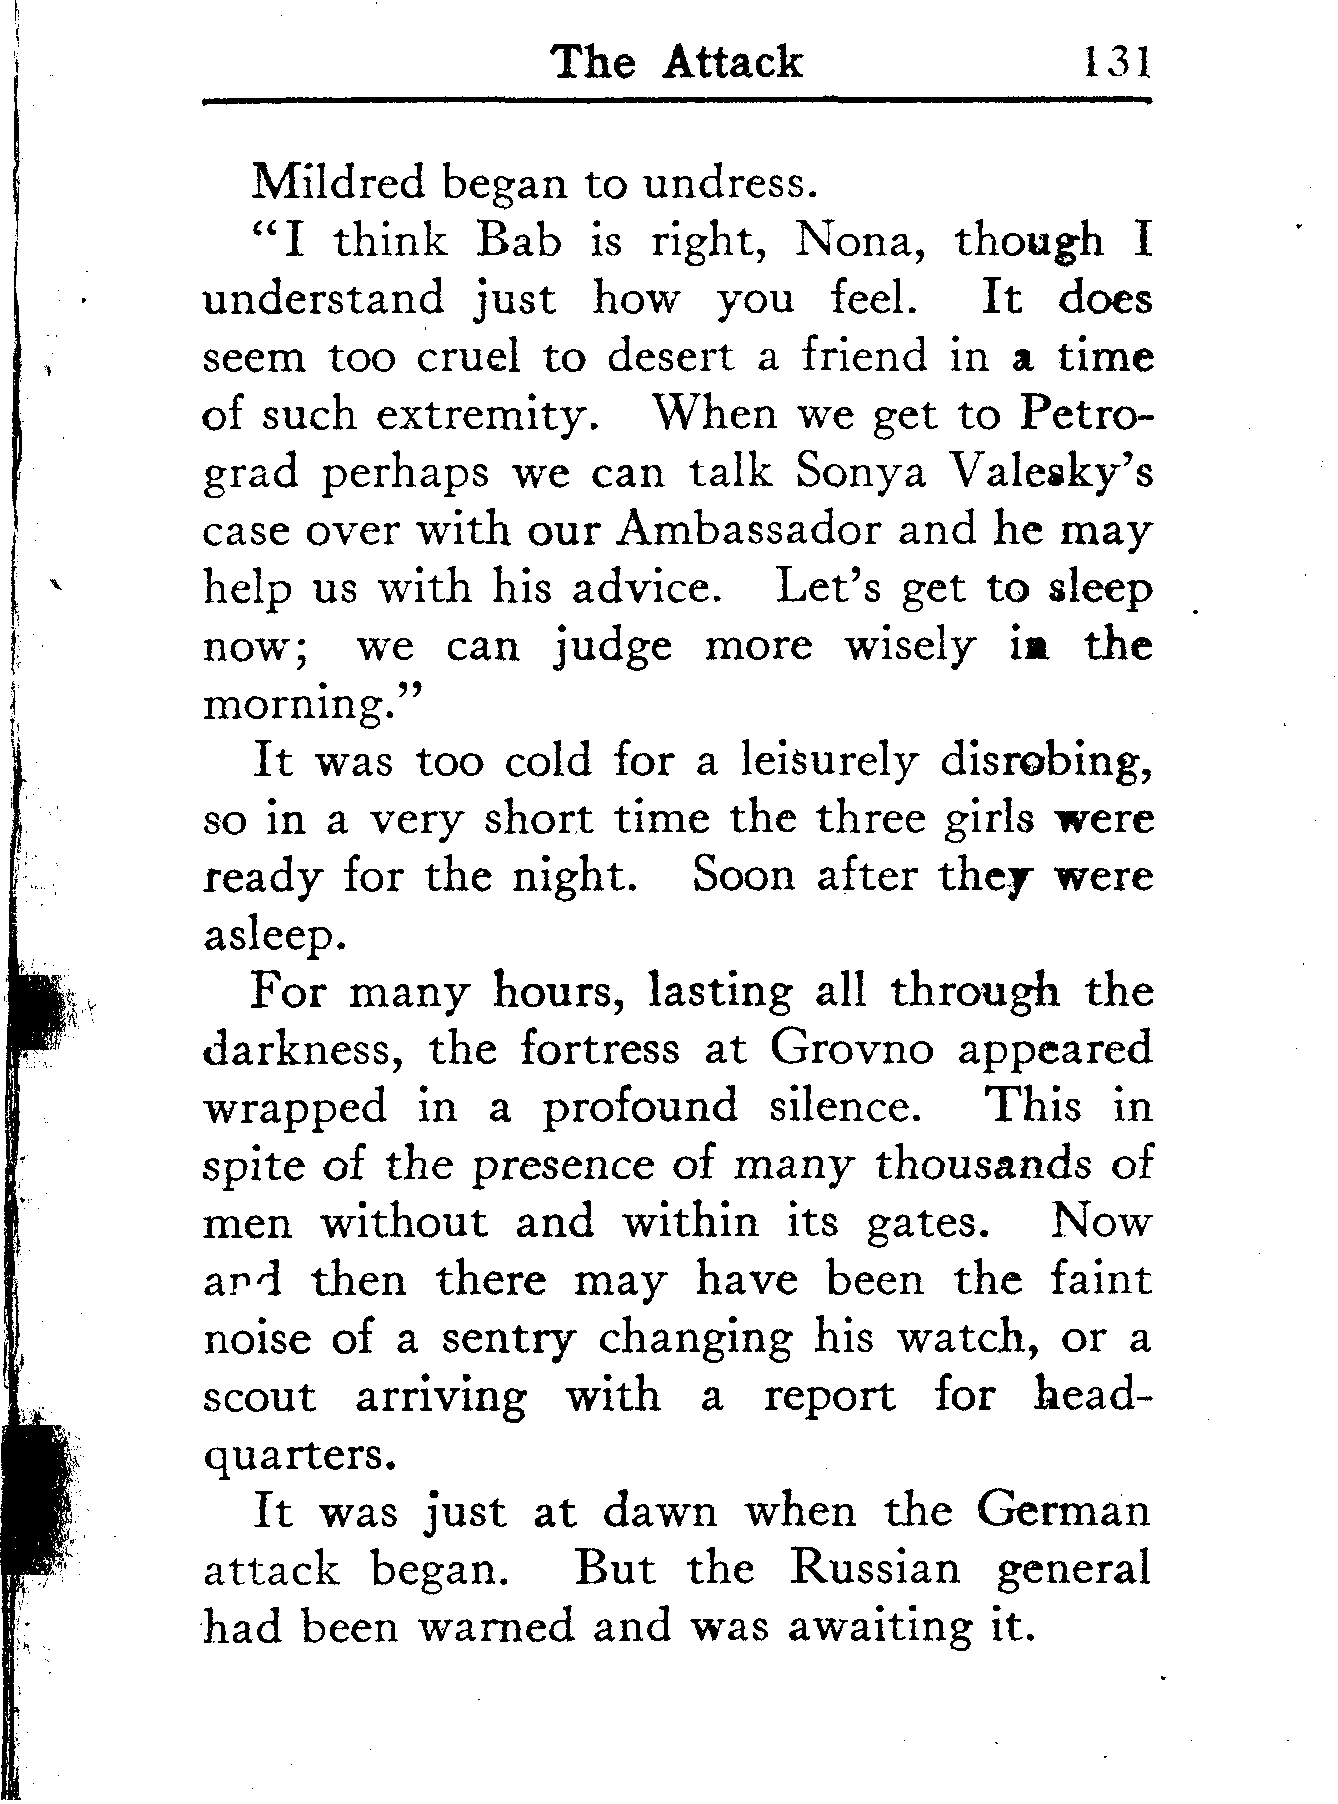 The Attack 131
Mildred began to undress.
“I think Bab is right, Nona, though I
understand just how you feel. It does
seem too cruel to desert a friend in a time
of such extremity. When we get to Petro-
grad perhaps we can talk Sonya Valesky’s
case over with our Ambassador and he may
help us with his advice. Let’s get to sleep
now; we can judge more wisely in the
morning.”
It was too cold for a leisurely disrobing,
so in a very short time the three girls were
ready for the night. Soon after they were
asleep.
For many hours, lasting all through the
darkness, the fortress at Grovno appeared
wrapped in a profound silence. This in
spite of the presence of many thousands of
men without and within its gates. Now
and then there may have been the faint
noise of a sentry changing his watch, or a
scout arriving with a report for head-
quarters.
It was just at dawn when the German
attack began. But the Russian general
had been warned and was awaiting it.